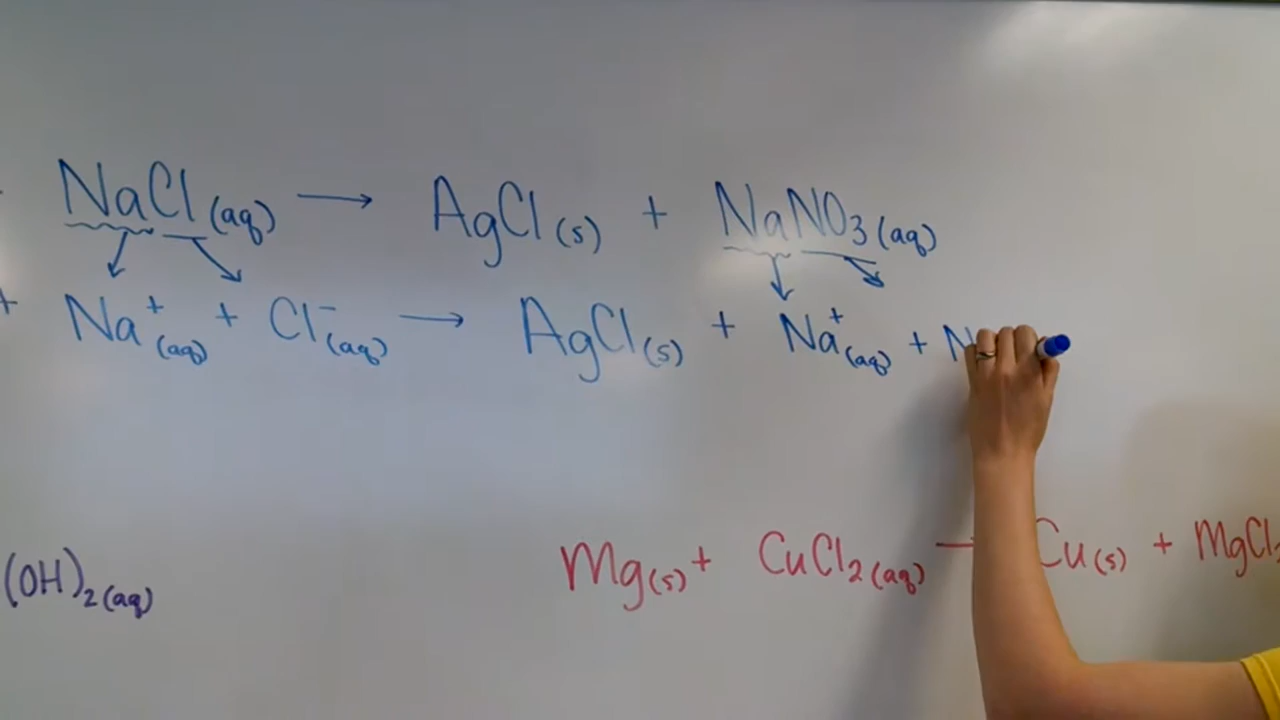 NaCl(aq) → AgCl(s) + NaNO₃(aq)
+ Na⁺(aq) + Cl⁻(aq) → AgCl(s) + Na⁺(aq) + N
(OH)₂(aq)
Mg(s) + CuCl₂(aq) → Cu(s) + MgCl₂